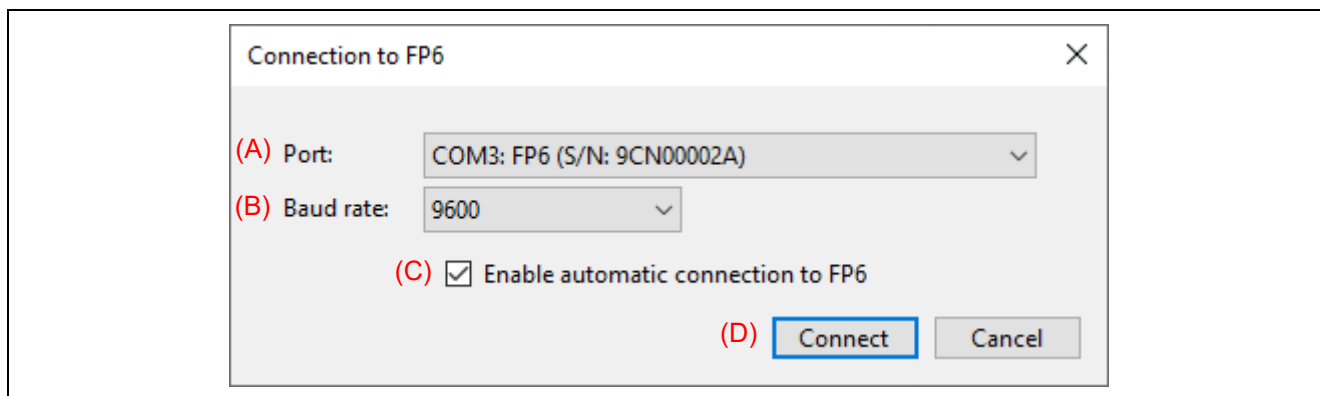 Connection to FP6
(A) Port: COM3: FP6 (S/N: 9CN00002A)
(B) Baud rate: 9600
(C) Enable automatic connection to FP6
(D) Connect Cancel